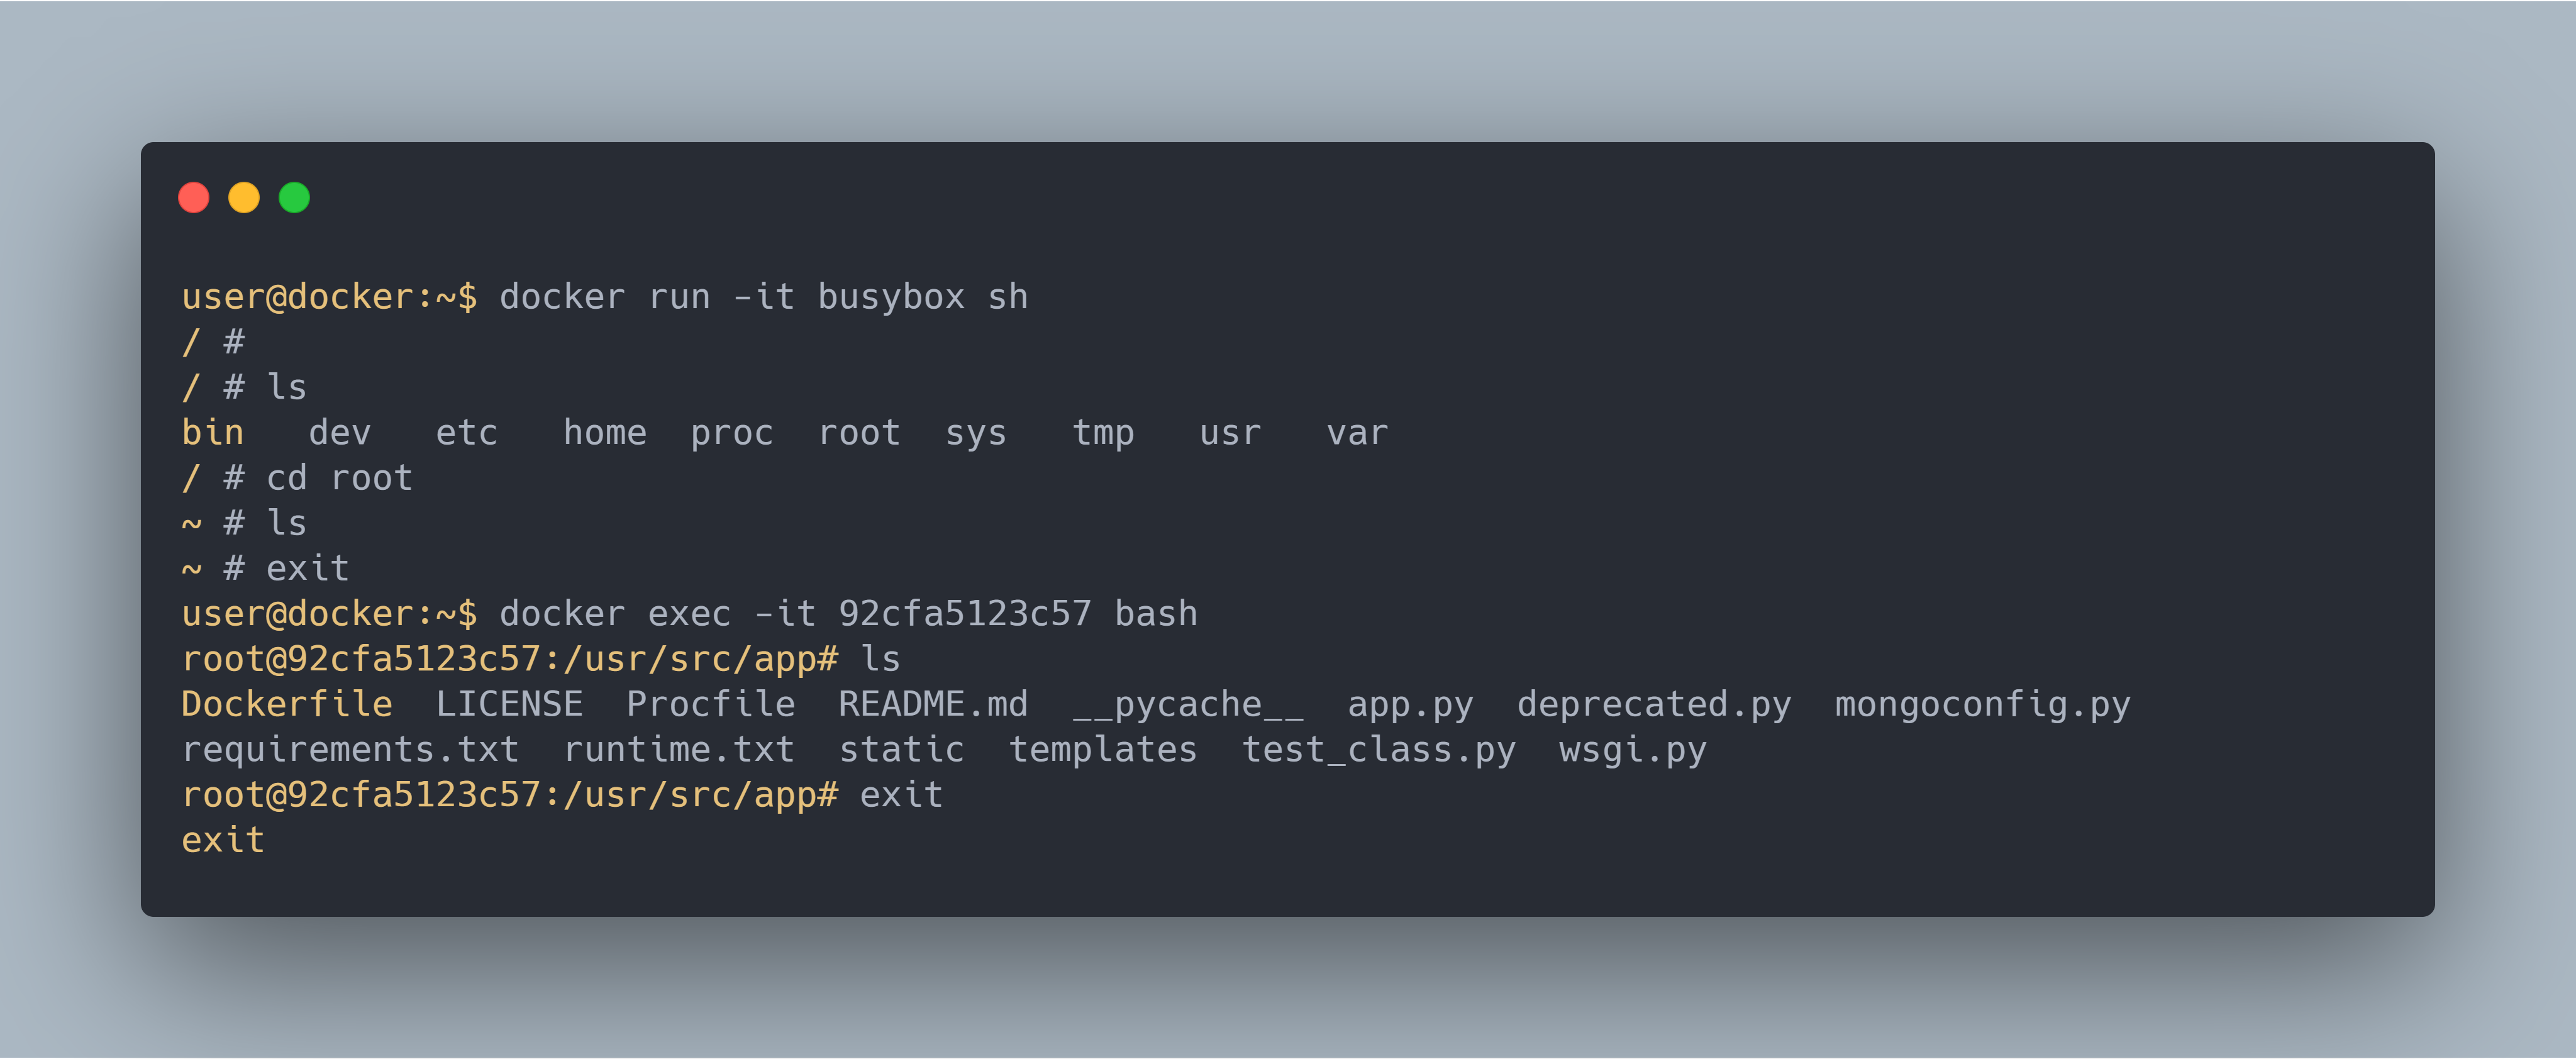 user@docker:~$ docker run -it busybox sh
/ #
/ # ls
bin   dev   etc   home  proc  root  sys   tmp   usr   var
/ # cd root
~ # ls
~ # exit
user@docker:~$ docker exec -it 92cfa5123c57 bash
root@92cfa5123c57:/usr/src/app# ls
Dockerfile  LICENSE  Procfile  README.md  __pycache__  app.py  deprecated.py  mongoconfig.py
requirements.txt  runtime.txt  static  templates  test_class.py  wsgi.py
root@92cfa5123c57:/usr/src/app# exit
exit